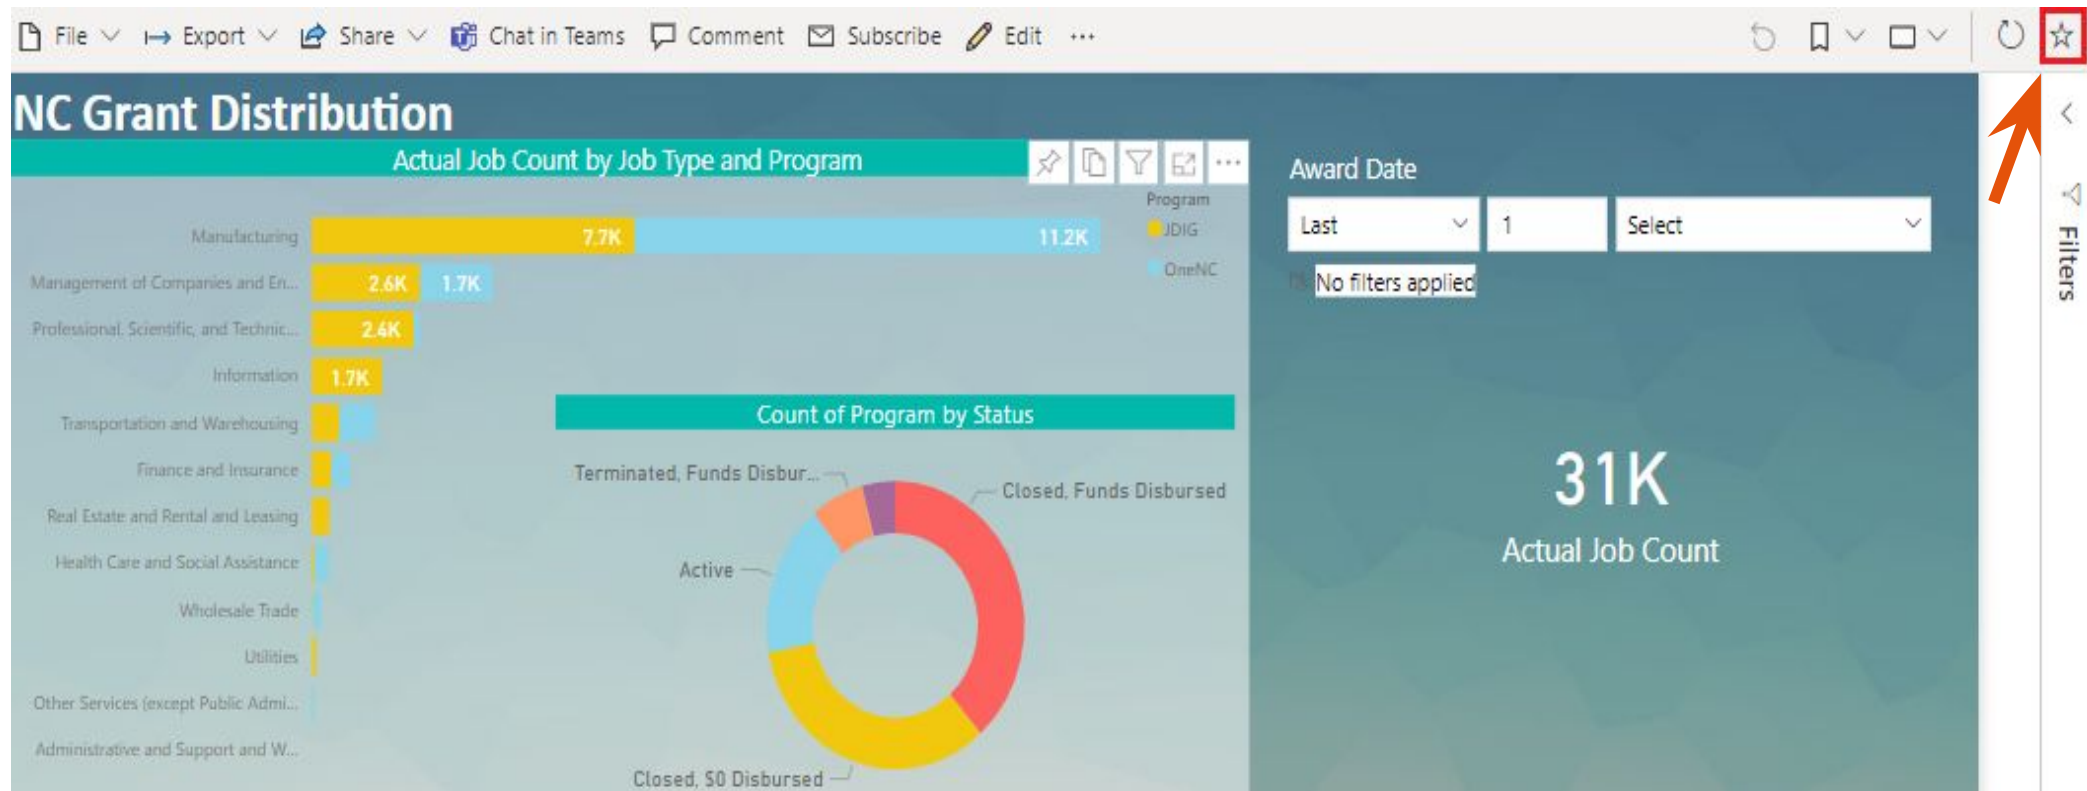 File Export Share Chat in Teams Comment Subscribe Edit ...
NC Grant Distribution
Actual Job Count by Job Type and Program
Program
JDIG
OneNC
Manufacturing 7.7K 11.2K
Management of Companies and En... 2.6K 1.7K
Professional, Scientific, and Technic... 2.4K
Information 1.7K
Transportation and Warehousing
Finance and Insurance
Real Estate and Rental and Leasing
Health Care and Social Assistance
Wholesale Trade
Utilities
Other Services (except Public Admi...
Administrative and Support and W...
Count of Program by Status
Terminated, Funds Disbur...
Closed, Funds Disbursed
Active
Closed, $0 Disbursed
Award Date
Last 1 Select
No filters applied
31K
Actual Job Count
Filters